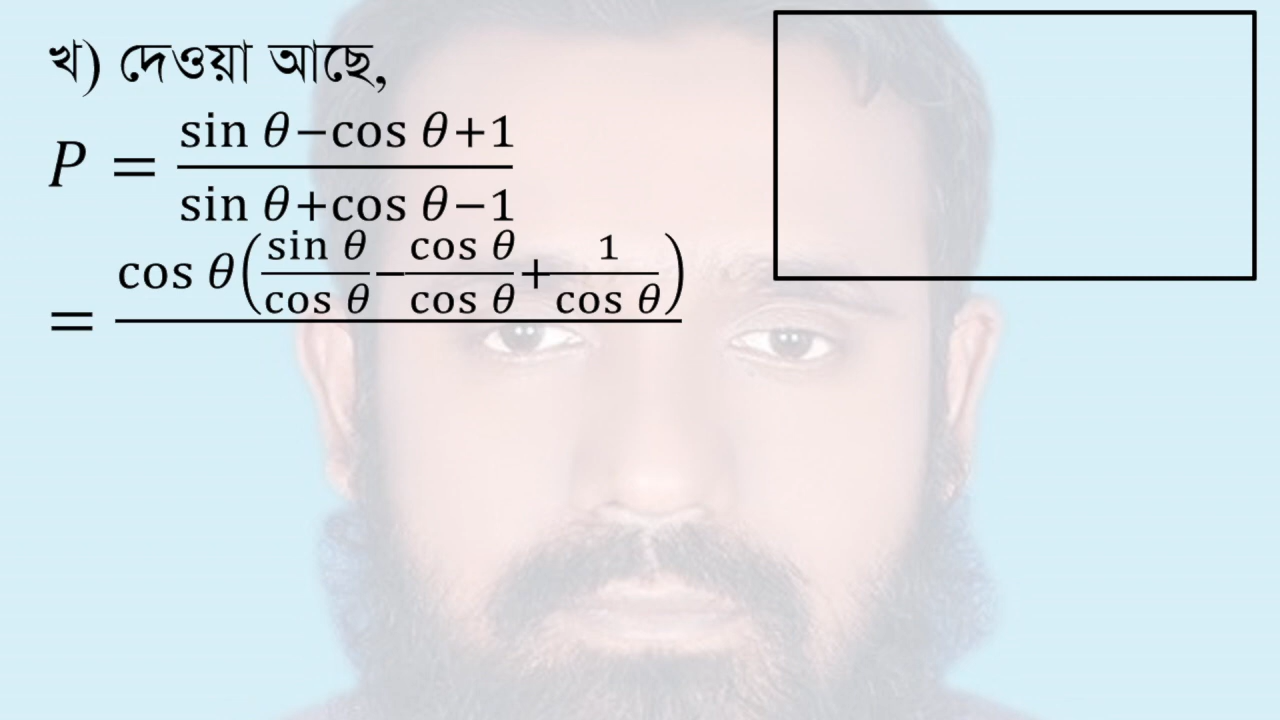 খ) দেওয়া আছে,
P = (sin θ−cos θ+1)/(sin θ+cos θ−1)
= cos θ(sin θ/cos θ−cos θ/cos θ+1/cos θ)/